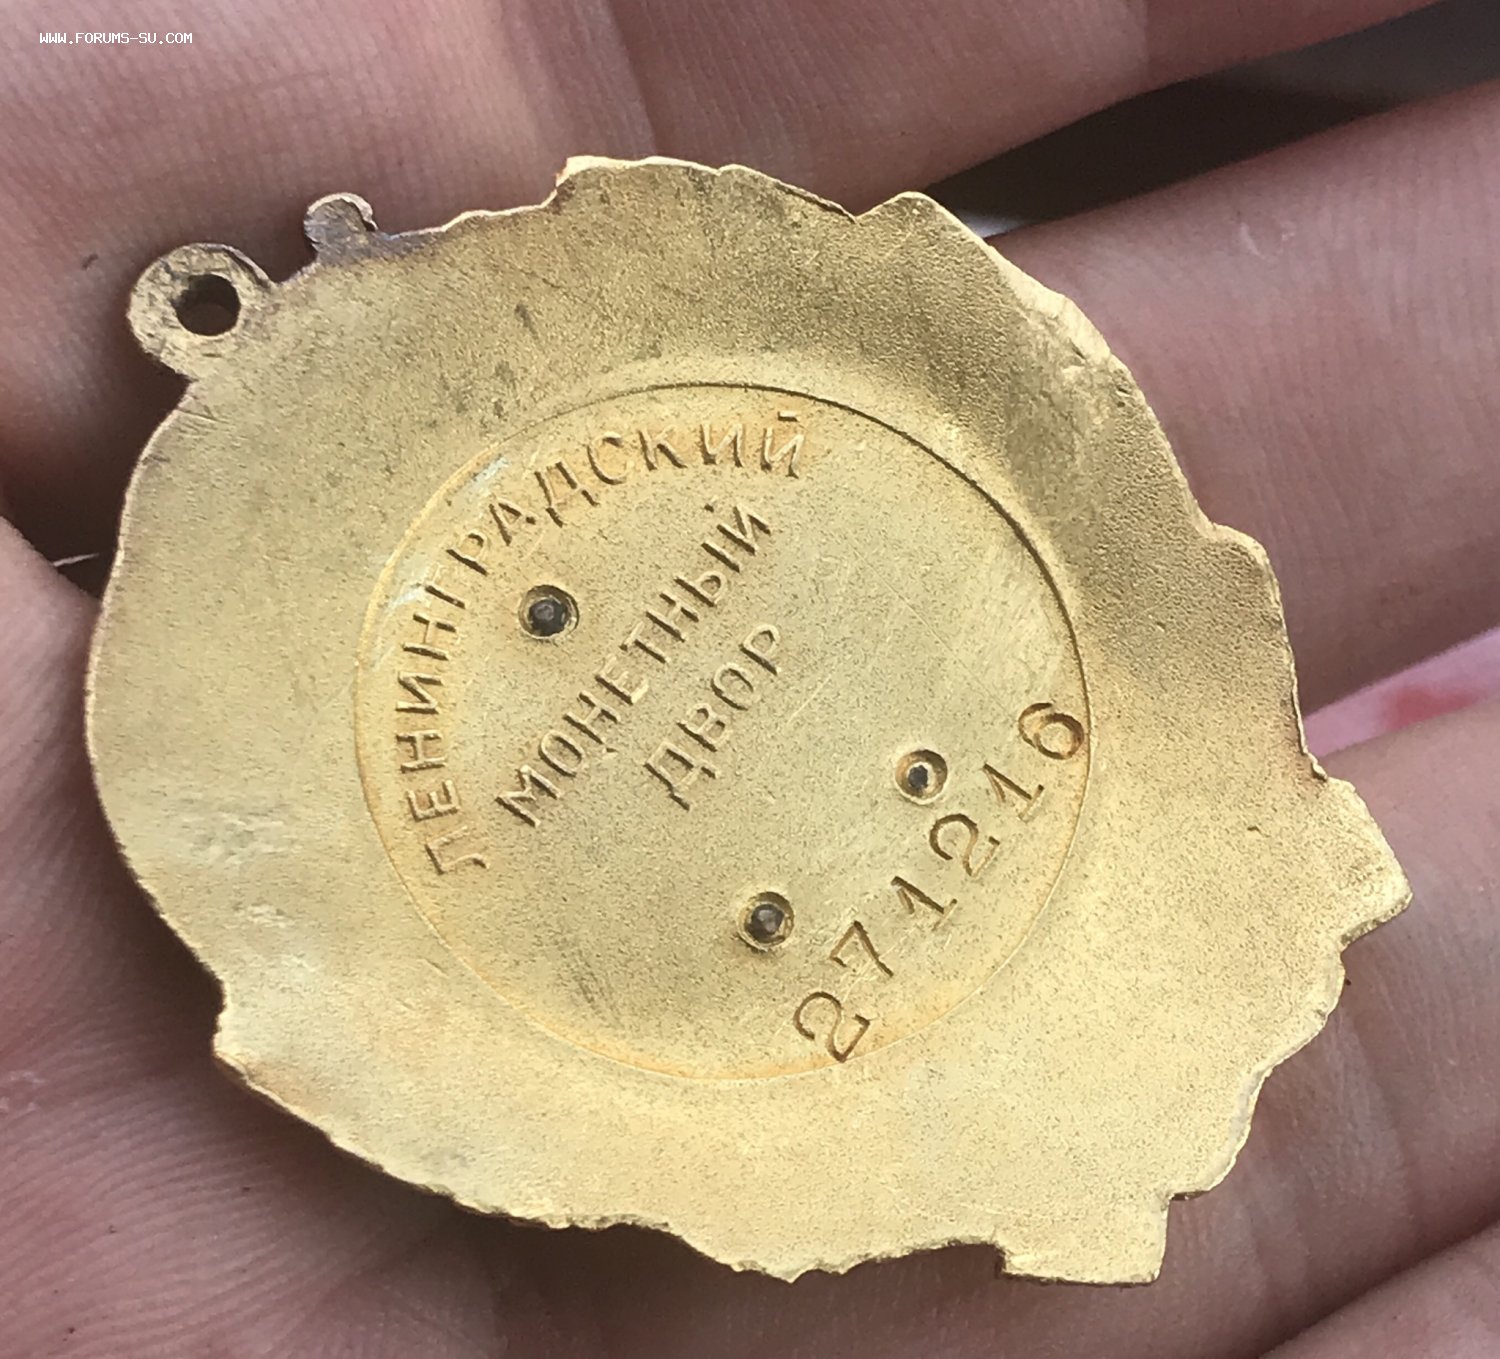 WWW.FORUMS-SU.COM
ЛЕНИНГРАДСКИЙ
МОНЕТНЫЙ
ДВОР
271216